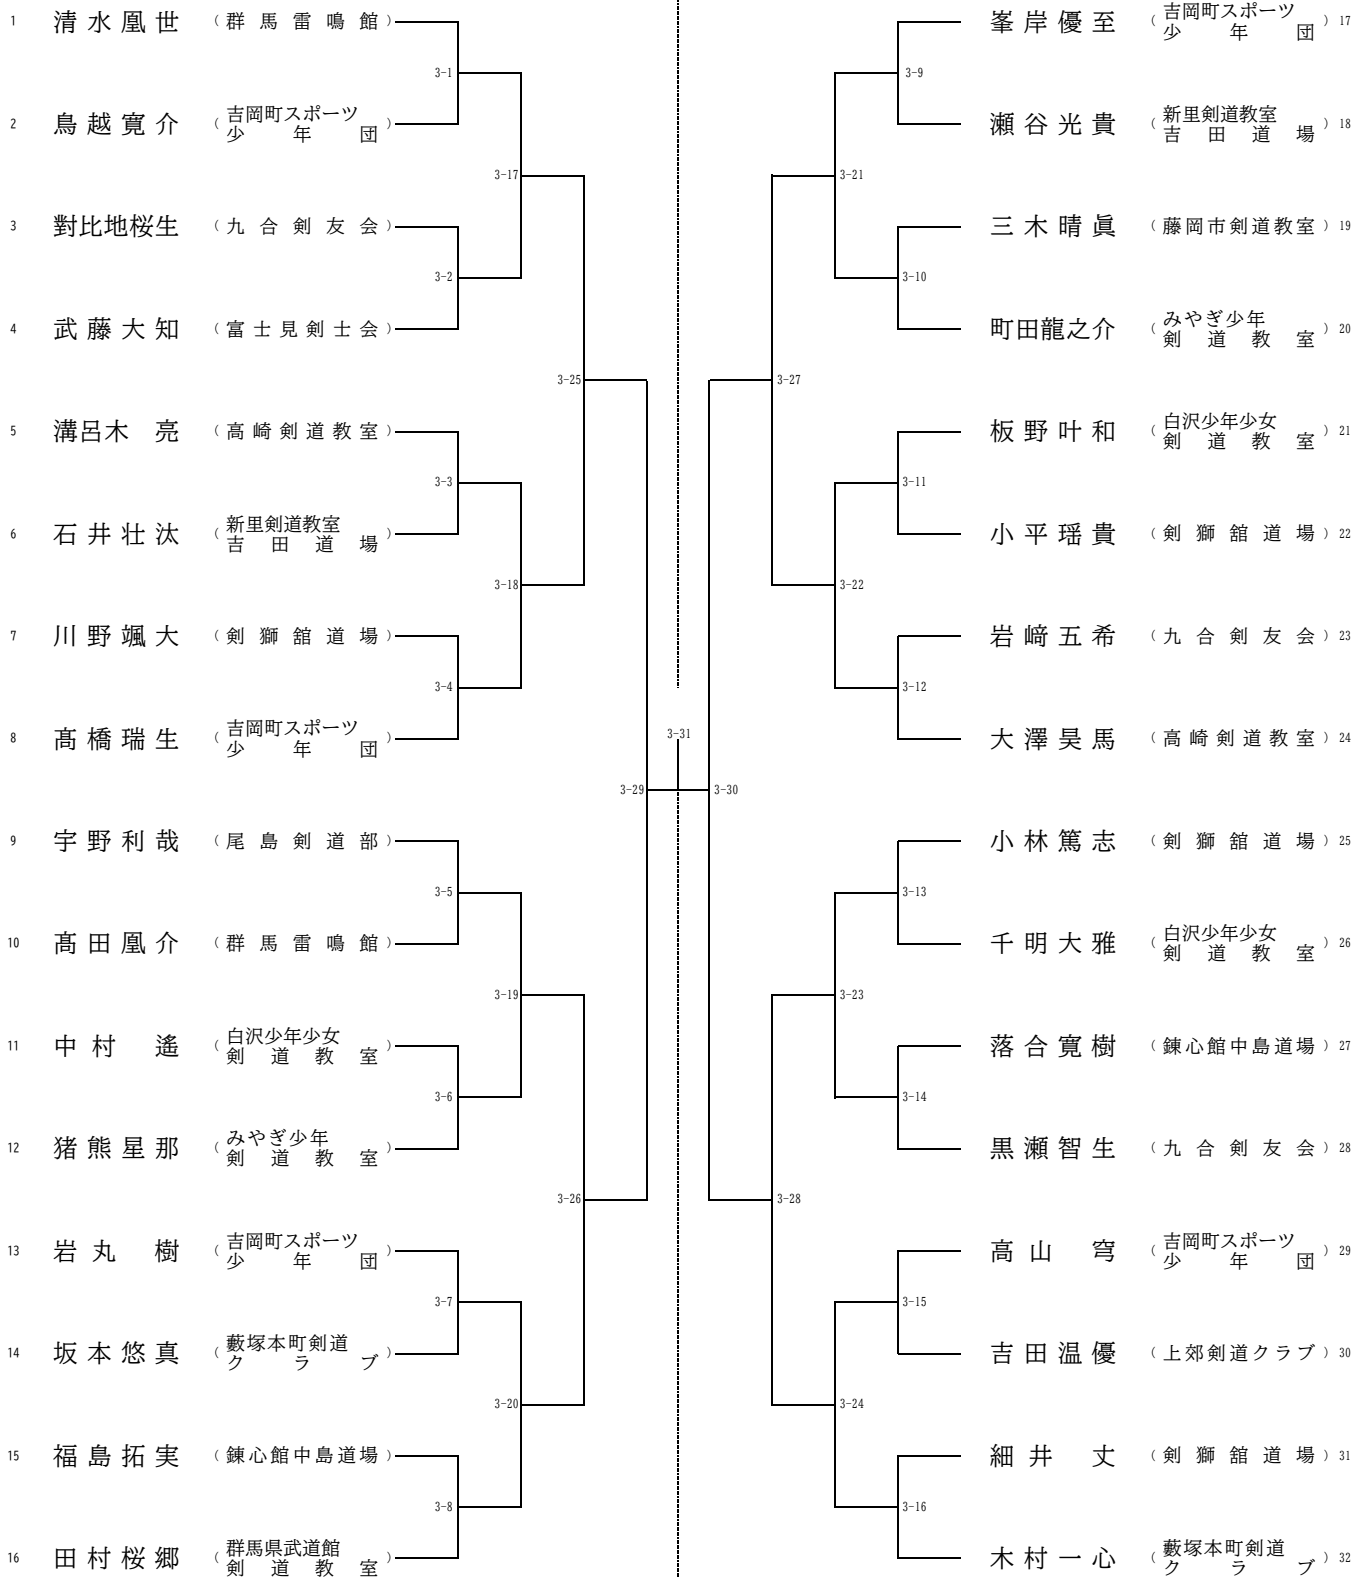 1 清水凰世 (群馬雷鳴館)
3-1
2 鳥越寛介 (吉岡町スポーツ
少年団)
3-17
3 對比地桜生 (九合剣友会)
3-2
4 武藤大知 (富士見剣士会)
3-25
5 溝呂木 亮 (高崎剣道教室)
3-3
6 石井壮汰 (新里剣道教室
吉田道場)
3-18
7 川野颯大 (剣獅舘道場)
3-4
8 髙橋瑞生 (吉岡町スポーツ
少年団)
3-29
9 宇野利哉 (尾島剣道部)
3-5
10 髙田凰介 (群馬雷鳴館)
3-19
11 中村 遙 (白沢少年少女
剣道教室)
3-6
12 猪熊星那 (みやぎ少年
剣道教室)
3-26
13 岩丸 樹 (吉岡町スポーツ
少年団)
3-7
14 坂本悠真 (藪塚本町剣道
クラブ)
3-20
15 福島拓実 (錬心館中島道場)
3-8
16 田村桜郷 (群馬県武道館
剣道教室)
3-31
峯岸優至 (吉岡町スポーツ
少年団) 17
3-9
瀬谷光貴 (新里剣道教室
吉田道場) 18
3-21
三木晴眞 (藤岡市剣道教室) 19
3-10
町田龍之介 (みやぎ少年
剣道教室) 20
3-27
板野叶和 (白沢少年少女
剣道教室) 21
3-11
小平瑶貴 (剣獅舘道場) 22
3-22
岩﨑五希 (九合剣友会) 23
3-12
大澤昊馬 (高崎剣道教室) 24
3-30
小林篤志 (剣獅舘道場) 25
3-13
千明大雅 (白沢少年少女
剣道教室) 26
3-23
落合寛樹 (錬心館中島道場) 27
3-14
黒瀬智生 (九合剣友会) 28
3-28
高山 穹 (吉岡町スポーツ
少年団) 29
3-15
吉田温優 (上郊剣道クラブ) 30
3-24
細井 丈 (剣獅舘道場) 31
3-16
木村一心 (藪塚本町剣道
クラブ) 32